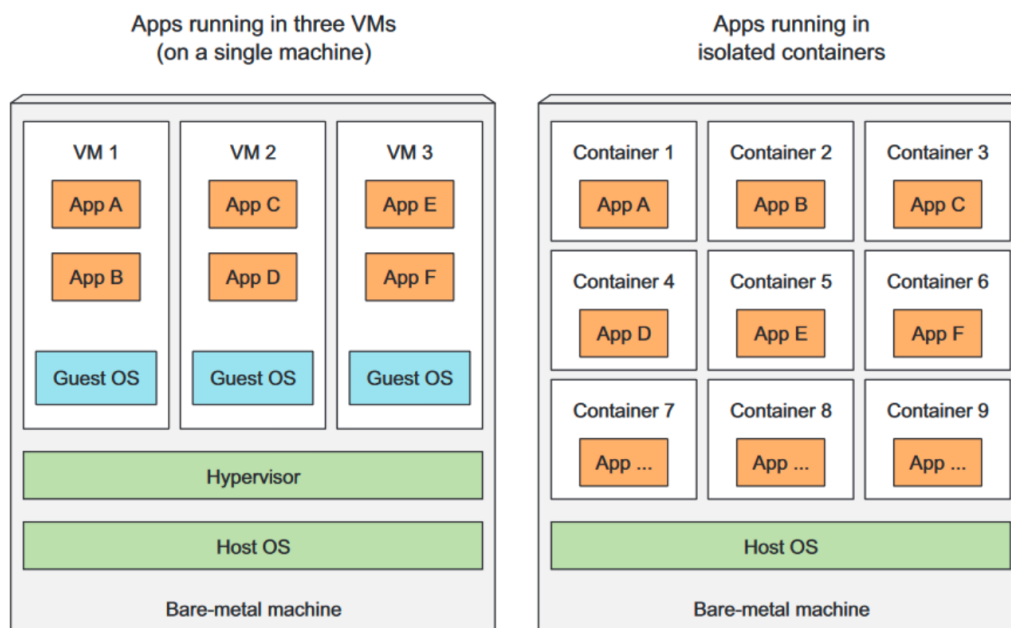 Apps running in three VMs
(on a single machine)
VM 1
VM 2
VM 3
App A
App C
App E
App B
App D
App F
Guest OS
Guest OS
Guest OS
Hypervisor
Host OS
Bare-metal machine
Apps running in
isolated containers
Container 1
Container 2
Container 3
App A
App B
App C
Container 4
Container 5
Container 6
App D
App E
App F
Container 7
Container 8
Container 9
App ...
App ...
App ...
Host OS
Bare-metal machine